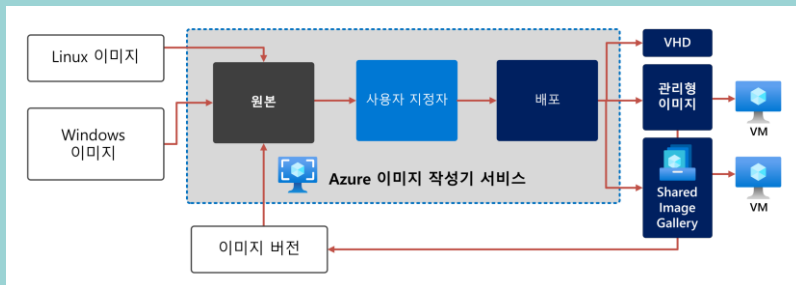 Linux 이미지
Windows
이미지
원본
사용자 지정자
배포
Azure 이미지 작성기 서비스
이미지 버전
VHD
관리형
이미지
VM
Shared
Image
Gallery
VM